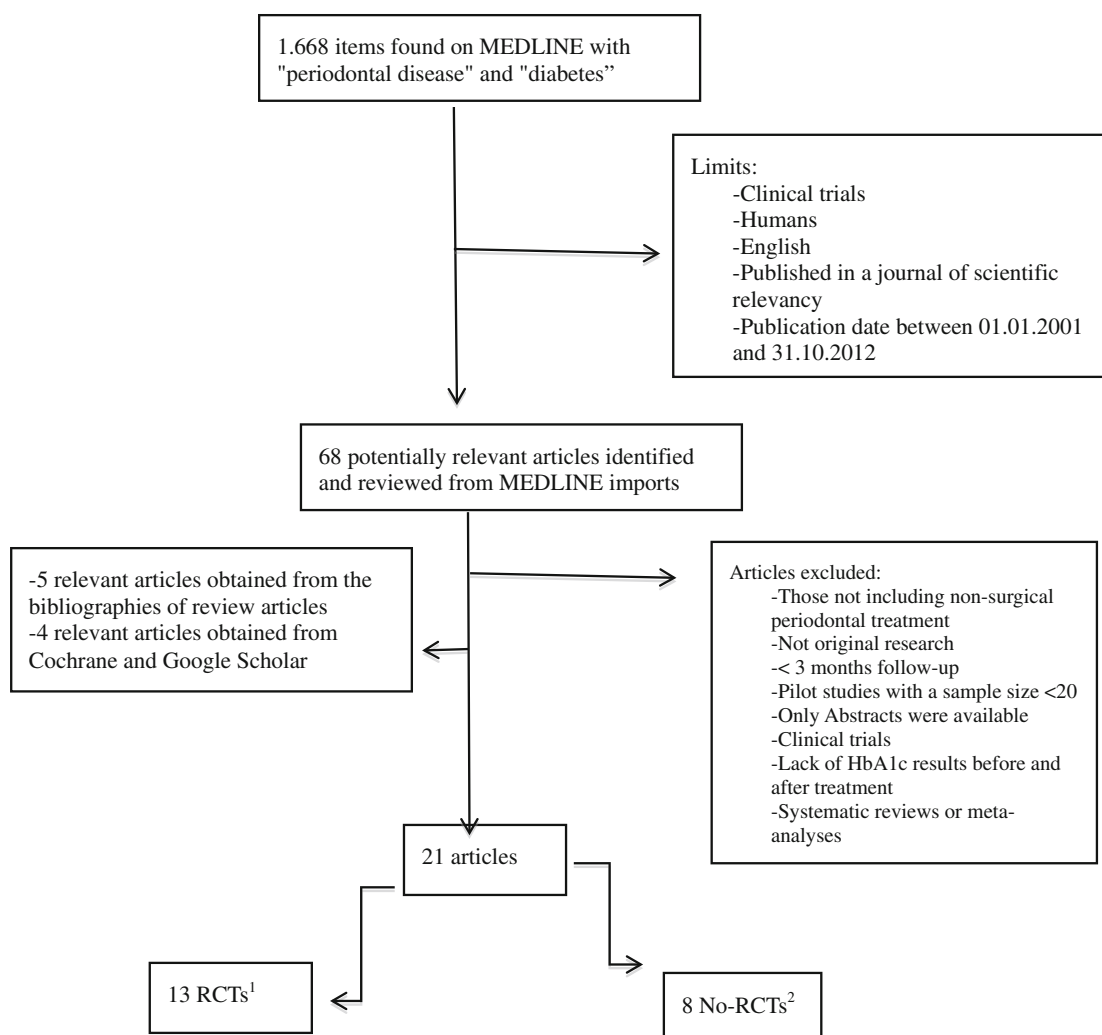 1.668 items found on MEDLINE with
"periodontal disease" and "diabetes”
Limits:
-Clinical trials
-Humans
-English
-Published in a journal of scientific
relevancy
-Publication date between 01.01.2001
and 31.10.2012
68 potentially relevant articles identified
and reviewed from MEDLINE imports
-5 relevant articles obtained from the
bibliographies of review articles
-4 relevant articles obtained from
Cochrane and Google Scholar
Articles excluded:
-Those not including non-surgical
periodontal treatment
-Not original research
-< 3 months follow-up
-Pilot studies with a sample size <20
-Only Abstracts were available
-Clinical trials
-Lack of HbA1c results before and
after treatment
-Systematic reviews or meta-
analyses
21 articles
13 RCTs¹
8 No-RCTs²